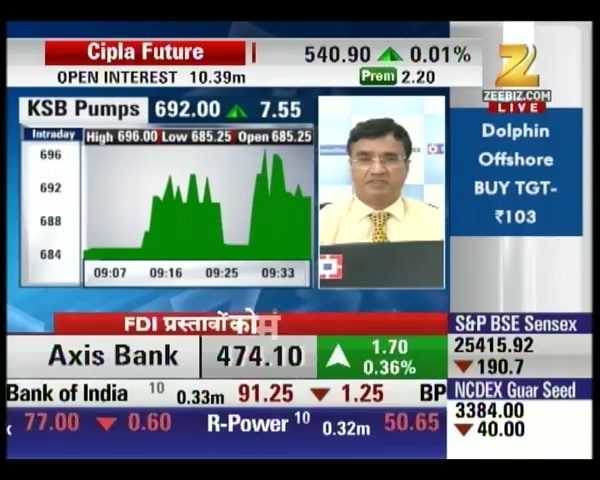 Cipla Future
540.90 0.01%
OPEN INTEREST 10.39m
Prem 2.20
Z
ZEEBIZ.COM
LIVE
KSB Pumps 692.00 7.55
Intraday High 696.00 Low 685.25 Open 685.25
696
692
688
684
09:07 09:16 09:25 09:33
Dolphin
Offshore
BUY TGT-
₹103
FDI प्रस्तावों को
Axis Bank 474.10 1.70
0.36%
S&P BSE Sensex
25415.92
190.7
Bank of India 10 0.33m 91.25 1.25 BP
NCDEX Guar Seed
3384.00
40.00
77.00 0.60 R-Power 10 0.32m 50.65